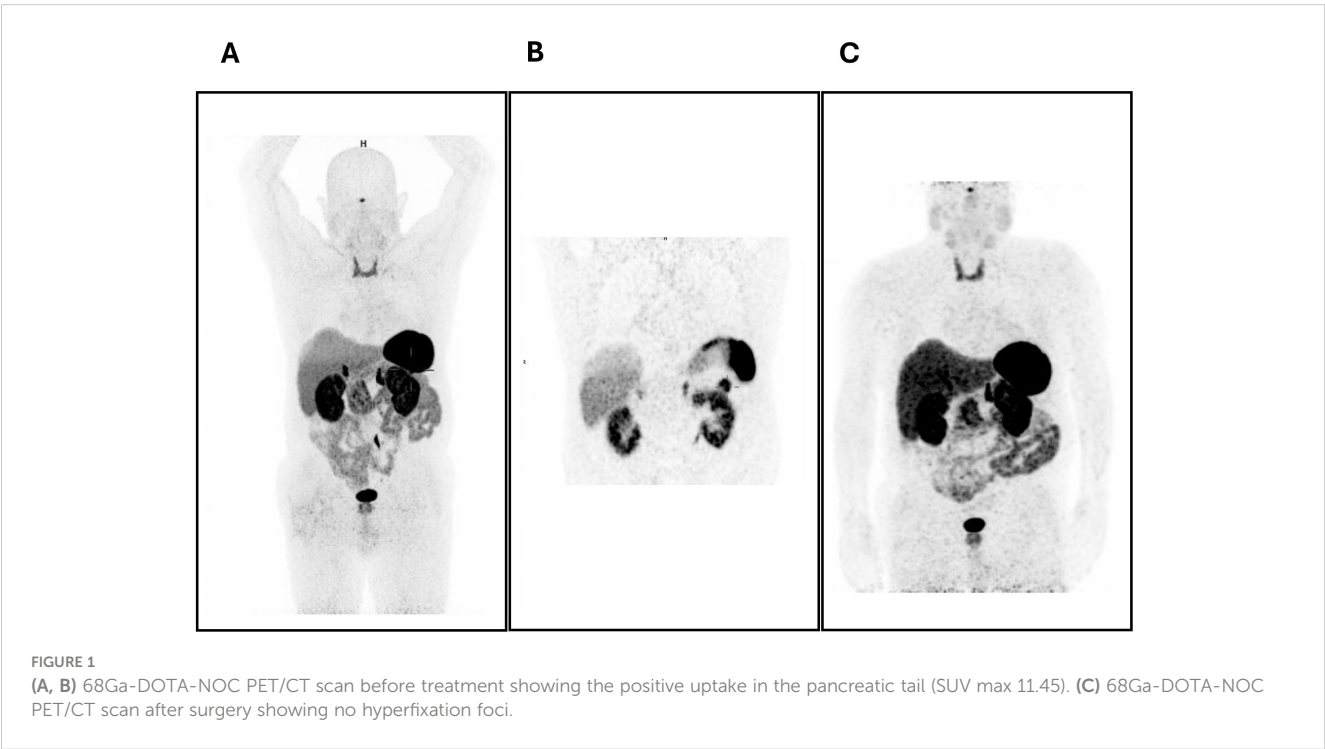 A
B
C
H
FIGURE 1
(A, B) 68Ga-DOTA-NOC PET/CT scan before treatment showing the positive uptake in the pancreatic tail (SUV max 11.45). (C) 68Ga-DOTA-NOC
PET/CT scan after surgery showing no hyperfixation foci.